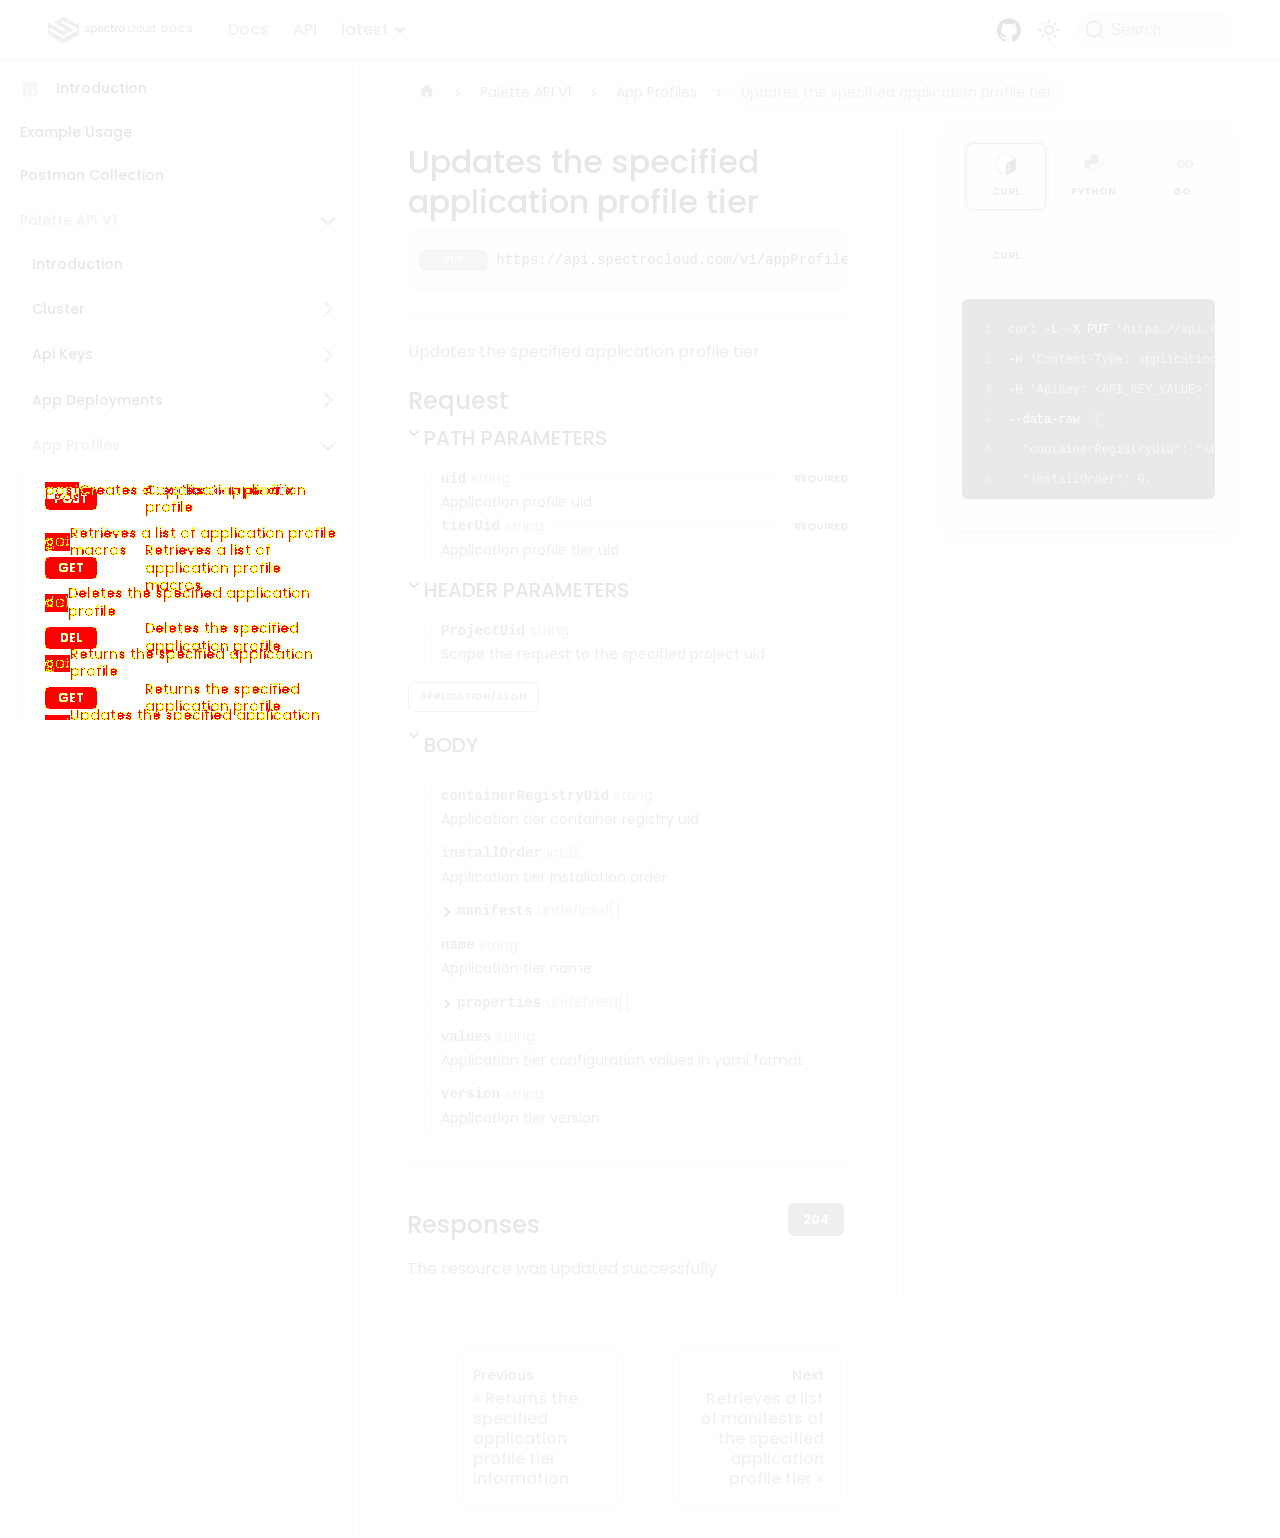 spectro cloud DOCS
Docs
API
latest
Search
Introduction
Example Usage
Postman Collection
Palette API V1
Introduction
Cluster
Api Keys
App Deployments
App Profiles
POST
profile
Retrieves a list of application profile
macros
GET
Retrieves a list of
application profile
macros
Deletes the specified application
profile
DEL
Deletes the specified
application profile
Returns the specified application
profile
GET
Returns the specified
application profile
Updates the specified application
Palette API V1
App Profiles
Updates the specified application profile tier
Updates the specified
application profile tier
PUT https://api.spectrocloud.com/v1/appProfile
Updates the specified application profile tier
Request
PATH PARAMETERS
uid string REQUIRED
Application profile uid
tierUid string REQUIRED
Application profile tier uid
HEADER PARAMETERS
ProjectUid string
Scope the request to the specified project uid
APPLICATION/JSON
BODY
containerRegistryUid string
Application tier container registry uid
installOrder int32
Application tier installation order
manifests undefined[]
name string
Application tier name
properties undefined[]
values string
Application tier configuration values in yaml format
version string
Application tier version
Responses
204
The resource was updated successfully
Previous
« Returns the
specified
application
profile tier
information
Next
Retrieves a list
of manifests of
the specified
application
profile tier »
CURL
PYTHON
GO
CURL
1 curl -L -X PUT 'https://api.s
2 -H 'Content-Type: application
3 -H 'ApiKey: <API_KEY_VALUE>'
4 --data-raw '{
5 "containerRegistryUid": "st
6 "installOrder": 0,